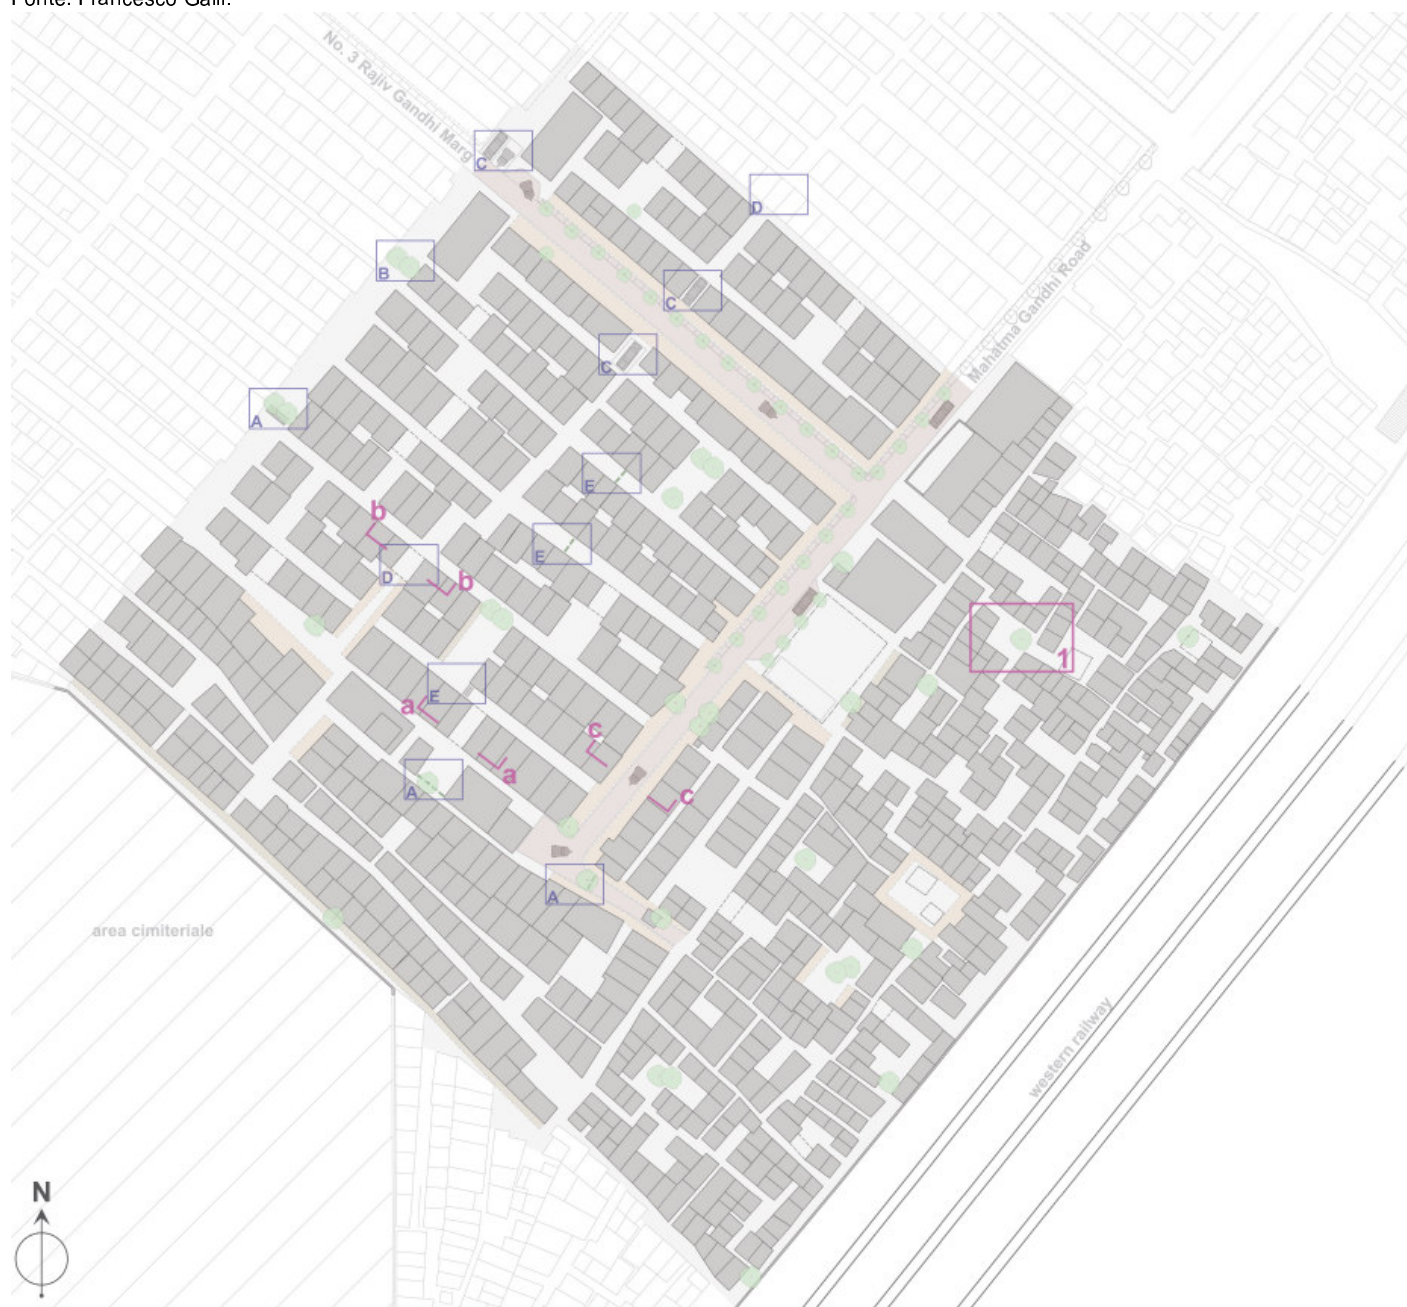 Fonte: Francesco Galli.
No. 3 Rajiv Gandhi Marg
C
D
B
Mahatma Gandhi Road
C
C
A
E
b
E
D
b
1
E
a
c
a
A
c
A
area cimiteriale
western railway
N